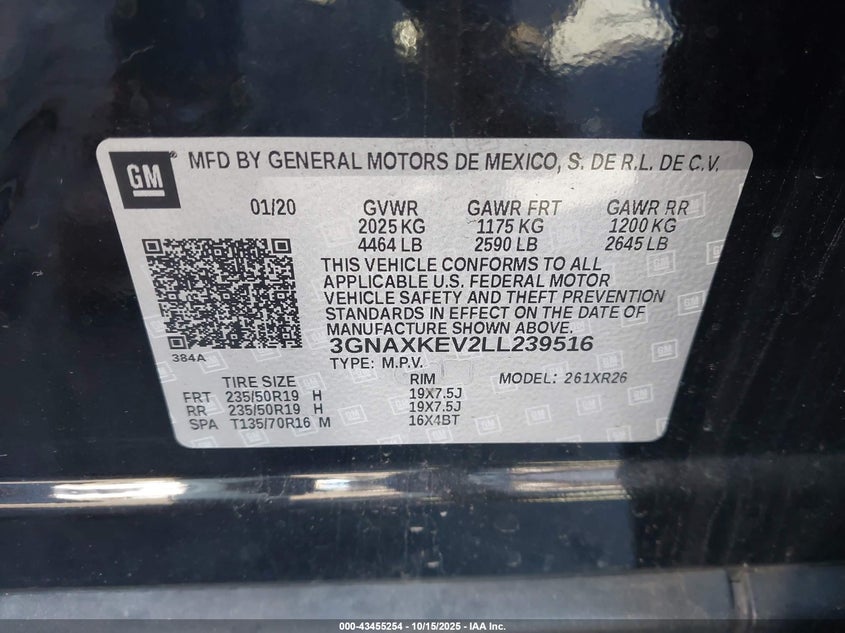 GM
MFD BY GENERAL MOTORS DE MEXICO, S. DE R.L. DE C.V.
01/20 GVWR GAWR FRT GAWR RR
2025 KG 1175 KG 1200 KG
4464 LB 2590 LB 2645 LB
THIS VEHICLE CONFORMS TO ALL
APPLICABLE U.S. FEDERAL MOTOR
VEHICLE SAFETY AND THEFT PREVENTION
STANDARDS IN EFFECT ON THE DATE OF
MANUFACTURE SHOWN ABOVE.
384A
3GNAXKEV2LL239516
TYPE: M.P.V.
TIRE SIZE RIM MODEL: 261XR26
FRT 235/50R19 H 19X7.5J
RR 235/50R19 H 19X7.5J
SPA T135/70R16 M 16X4BT
000-43455254 - 10/15/2025 - IAA Inc.